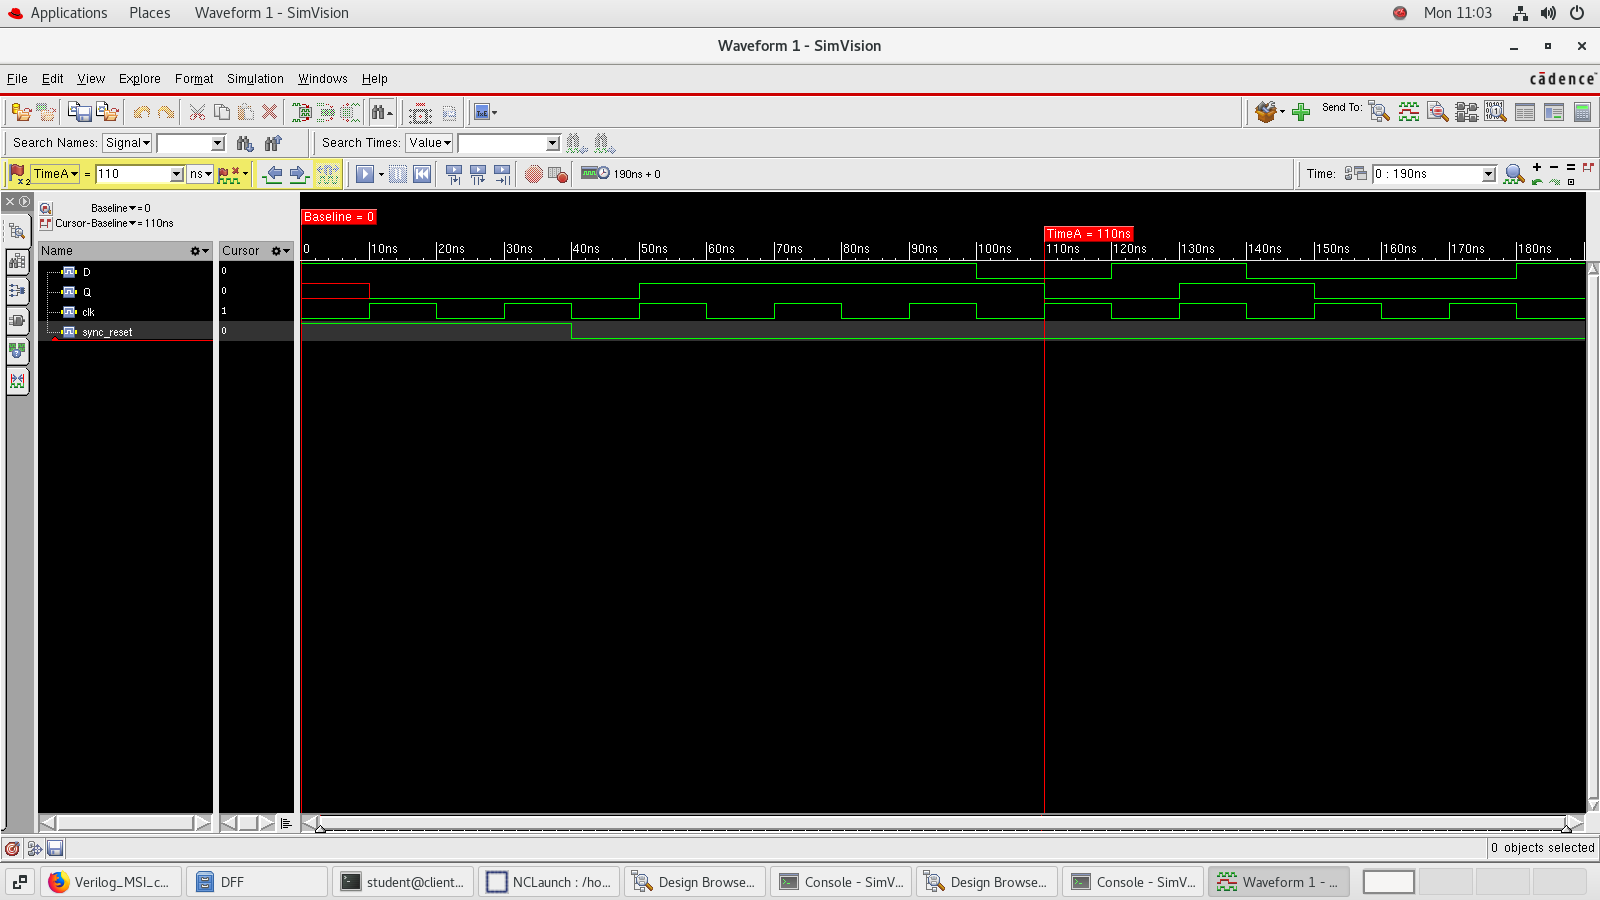 Applications Places Waveform 1 - SimVision Mon 11:03
Waveform 1 - SimVision
File Edit View Explore Format Simulation Windows Help cādence
Send To:
Search Names: Signal Search Times: Value
TimeA = 110 ns 190ns + 0 Time: 0 : 190ns
Baseline = 0
Cursor-Baseline = 110ns
Baseline = 0
TimeA = 110ns
Name Cursor 0 10ns 20ns 30ns 40ns 50ns 60ns 70ns 80ns 90ns 100ns 110ns 120ns 130ns 140ns 150ns 160ns 170ns 180ns
D 0
Q 0
clk 1
sync_reset 0
0 objects selected
Verilog_MSI_c... DFF student@client... NCLaunch : /ho... Design Browse... Console - SimV... Design Browse... Console - SimV... Waveform 1 - ...